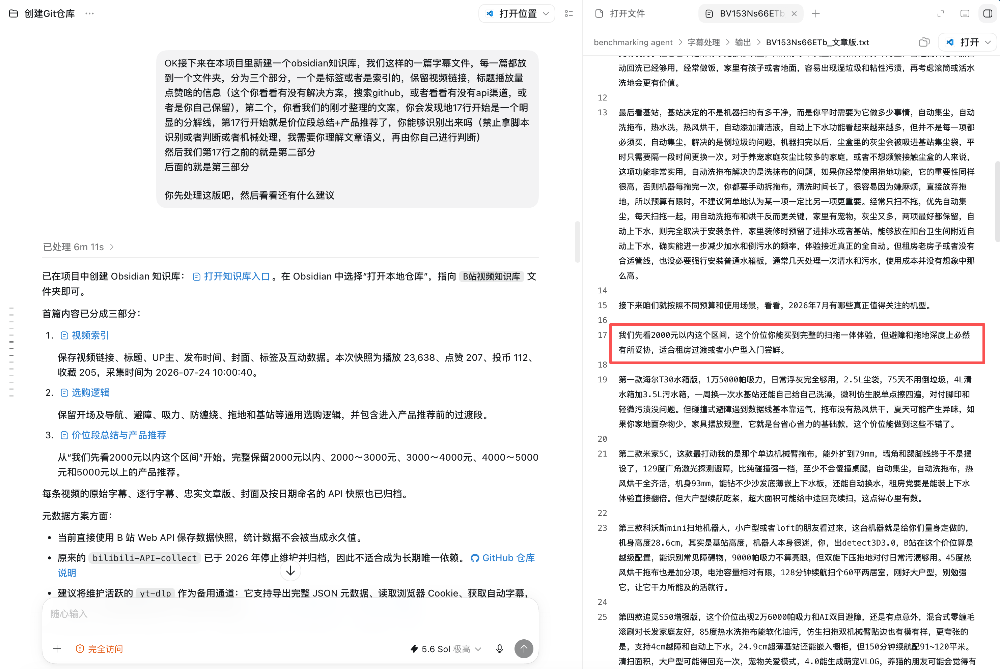 创建Git仓库
打开位置
OK接下来在本项目里新建一个obsidian知识库，我们这样的一篇字幕文件，每一篇都放
到一个文件夹，分为三个部分，一个是标签或者是索引的，保留视频链接，标题播放量
点赞啥的信息（这个你看看有没有解决方案，搜索github，或者看看有没有api渠道，或
者是你自己保留），第二个，你看我们的刚才整理的文案，你会发现地17行开始是一个明
显的分解线，第17行开始就是价位段总结+产品推荐了，你能够识别出来吗（禁止拿脚本
识别或者判断或者机械处理，我需要你理解文章语义，再由你自己进行判断）
然后我们第17行之前的就是第二部分
后面的就是第三部分
你先处理这版吧，然后看看还有什么建议
已处理 6m 11s
已在项目中创建 Obsidian 知识库： 打开知识库入口 。在 Obsidian 中选择“打开本地仓库”，指向 B站视频知识库 文
件夹即可。
首篇内容已分成三部分：
1. 视频索引
保存视频链接、标题、UP主、发布时间、封面、标签及互动数据。本次快照为播放 23,638、点赞 207、投币 112、
收藏 205，采集时间为 2026-07-24 10:00:40。
2. 选购逻辑
保留开场及导航、避障、吸力、防缠绕、拖地和基站等通用选购逻辑，并包含进入产品推荐前的过渡段。
3. 价位段总结与产品推荐
从“我们先看2000元以内这个区间”开始，完整保留2000元以内、2000～3000元、3000～4000元、4000～5000
元和5000元以上的产品推荐。
每条视频的原始字幕、逐行字幕、忠实文章版、封面及按日期命名的 API 快照也已归档。
元数据方案方面：
• 当前直接使用 B 站 Web API 保存数据快照，统计数据不会被当成永久值。
• 原来的 bilibili-API-collect 已于 2026 年停止维护并归档，因此不适合成为长期唯一依赖。 GitHub 仓库
说明
• 建议将维护活跃的 yt-dlp 作为备用通道：它支持导出完整 JSON 元数据、读取浏览器 Cookie、获取自动字幕，
随心输入
完全访问
5.6 Sol 极高
打开文件
BV153Ns66ETb
benchmarking agent > 字幕处理 > 输出 > BV153Ns66ETb_文章版.txt
打开
动回洗已经够用，经常做饭，家里有孩子或者地面，容易出现湿垃圾和粘性污渍，再考虑滚筒或活水
洗地会更有价值。
12
13 最后看基站，基站决定的不是机器扫的有多干净，而是你平时需要为它做多少事情，自动集尘，自动
洗拖布，热水洗，热风烘干，自动添加清洁液，自动上下水功能看起来越来越多，但并不是每一项都
必须买，自动集尘，解决的是倒垃圾的问题，机器扫完以后，尘盒里的灰尘会被吸进基站集尘袋，平
时只需要隔一段时间更换一次。对于养宠家庭灰尘比较多的家庭，或者不想频繁接触尘盒的人来说，
这项功能非常实用，自动洗拖布解决的是洗抹布的问题，如果你经常使用拖地功能，它的重要性同样
很高，否则机器每拖完一次，你都要手动拆拖布，清洗时间长了，很容易因为嫌麻烦，直接放弃拖
地，所以预算有限时，不建议简单地认为某一项一定比另一项更重要。经常只扫不拖，优先自动集
尘，每天扫拖一起，用自动洗拖布和烘干反而更关键，家里有宠物，灰尘又多，两项最好都保留，自
动上下水，则完全取决于安装条件，家里装修时预留了进排水或者基站，能够放在阳台卫生间附近自
动上下水，确实能进一步减少加水和倒污水的频率，体验接近真正的全自动。但租房老房子或者没有
合适管线，也没必要强行安装普通水箱板，通常几天处理一次清水和污水，使用成本并没有想象中那
么高。
14
15 接下来咱们就按照不同预算和使用场景，看看，2026年7月有哪些真正值得关注的机型。
16
17 我们先看2000元以内这个区间，这个价位你能买到完整的扫拖一体体验，但避障和拖地深度上必然
有所妥协，适合租房过渡或者小户型入门尝鲜。
18
19 第一款海尔T30水箱版，1万5000帕吸力，日常浮灰完全够用，2.5L尘袋，75天不用倒垃圾，4L清
水箱加3.5L污水箱，一周换一次水基站还能自己给自己洗澡，微利仿生脱单点擦四遍，对付脚印和
轻微污渍没问题。但碰撞式避障遇到数据线基本靠运气，拖布没有热风烘干，夏天可能产生异味，如
果你家地面杂物少，家具摆放规整，它就是台省心省力的基础款，这个价位能做到这些不错了。
20
21 第二款米家5C，这款最打动我的是那个单边机械臂拖布，能外扩到79mm，墙角和踢脚线终于不是摆
设了，129度广角激光探测避障，比纯碰撞强一档，至少不会傻撞桌腿，自动集尘，自动洗拖布，热
风烘干全齐活，机身93mm，能钻不少沙发底薄嵌上下水板，还能自动换水，租房党要是能装上下水
体验直接翻倍。但大户型续航吃紧，超大面积可能给中途回充续扫，这点得心里有数。
22
23 第三款科沃斯mini扫地机器人，小户型或者loft的朋友看过来，这台机器就是给你们量身定做的，
机身高度28.6cm，其实是基站高度，机器人本身很迷，你，出detect3D3.0，B站在这个价位算是
越级配置，能识别常见障碍物，9000帕吸力不算亮眼，但双旋下压拖地对付日常污渍够用。45度热
风烘干拖布也是加分项，电池容量相对有限，128分钟续航扫个60平两居室，刚好大户型，别勉强
它，让它干力所能及的活就行。
24
25 第四款追觅S50增强版，这个价位出现2万6000帕吸力和AI双目避障，还是有点意外，混合式零缠毛
滚刷对长发家庭友好，85度热水洗拖布能软化油污，仿生扫拖双机械臂贴边也有模有样，更夸张的
是，支持4cm越障和自动上下水，24.9cm超薄基站还能嵌入橱柜，但150分钟续航配91~120平米。
清扫面积，大户型可能得回充一次，宠物关爱模式，4.0能生成萌宠VLOG，养猫的朋友可能会觉得有